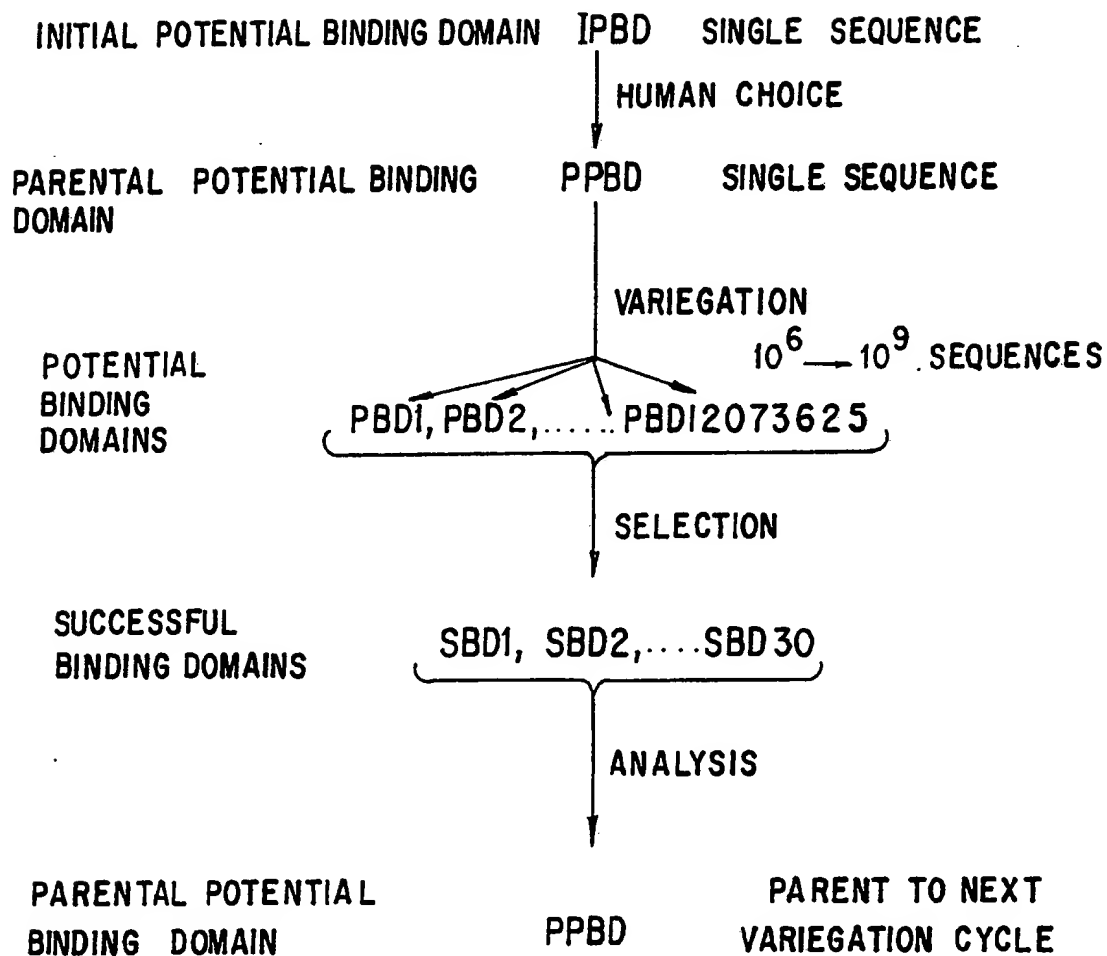 INITIAL POTENTIAL BINDING DOMAIN IPBD SINGLE SEQUENCE
HUMAN CHOICE
PARENTAL POTENTIAL BINDING PPBD SINGLE SEQUENCE
DOMAIN
VARIEGATION
POTENTIAL 10^6 → 10^9 . SEQUENCES
BINDING
DOMAINS PBD1, PBD2, ...... PBD12073625
SELECTION
SUCCESSFUL SBD1, SBD2, .... SBD30
BINDING DOMAINS
ANALYSIS
PARENTAL POTENTIAL PARENT TO NEXT
BINDING DOMAIN PPBD VARIEGATION CYCLE